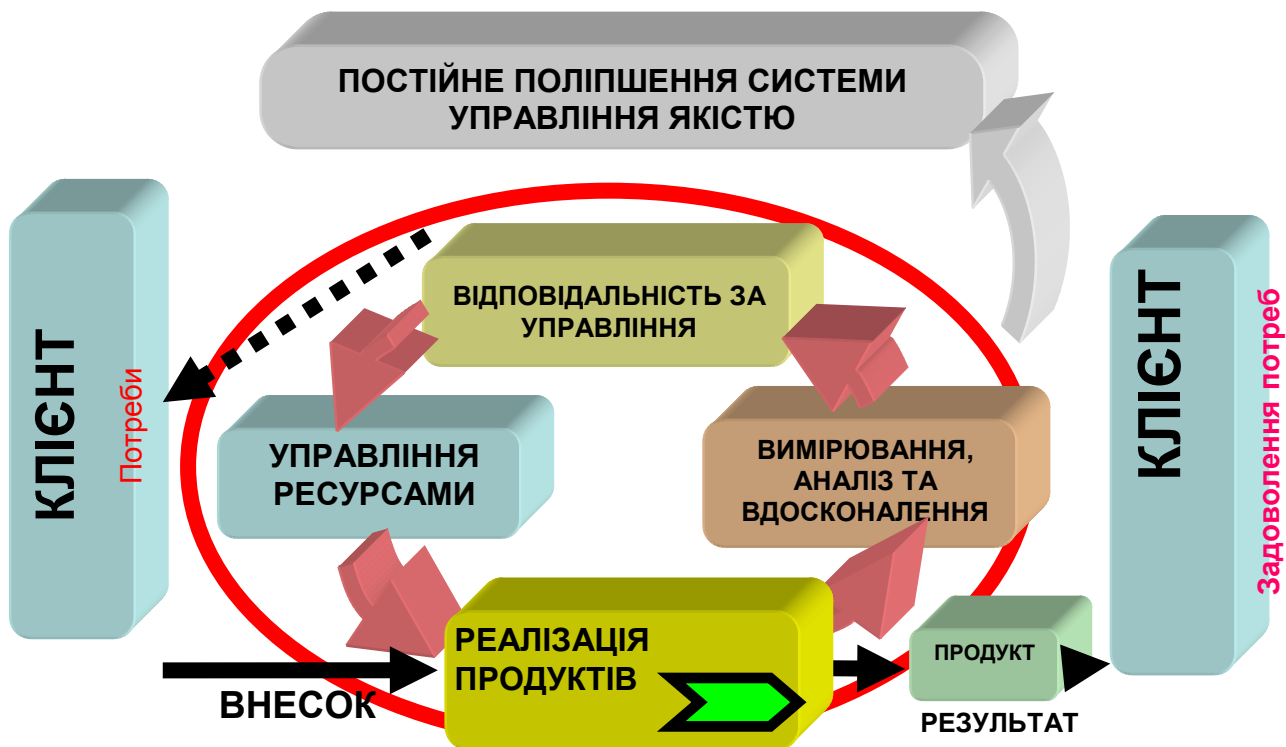 ПОСТІЙНЕ ПОЛІПШЕННЯ СИСТЕМИ
УПРАВЛІННЯ ЯКІСТЮ
КЛІЄНТ
Потреби
ВІДПОВІДАЛЬНІСТЬ ЗА
УПРАВЛІННЯ
УПРАВЛІННЯ
РЕСУРСАМИ
ВИМІРЮВАННЯ,
АНАЛІЗ ТА
ВДОСКОНАЛЕННЯ
КЛІЄНТ
Задоволення потреб
РЕАЛІЗАЦІЯ
ПРОДУКТІВ
ВНЕСОК
ПРОДУКТ
РЕЗУЛЬТАТ